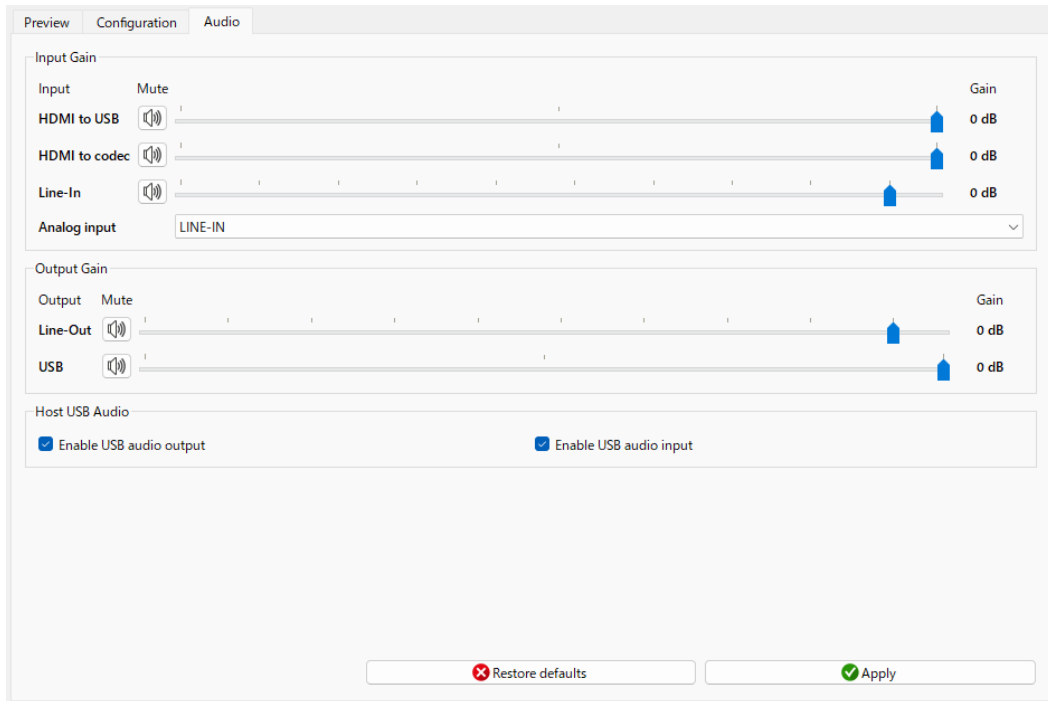 Preview Configuration Audio
Input Gain
Input Mute Gain
HDMI to USB 0 dB
HDMI to codec 0 dB
Line-In 0 dB
Analog input LINE-IN
Output Gain
Output Mute Gain
Line-Out 0 dB
USB 0 dB
Host USB Audio
Enable USB audio output Enable USB audio input
Restore defaults Apply